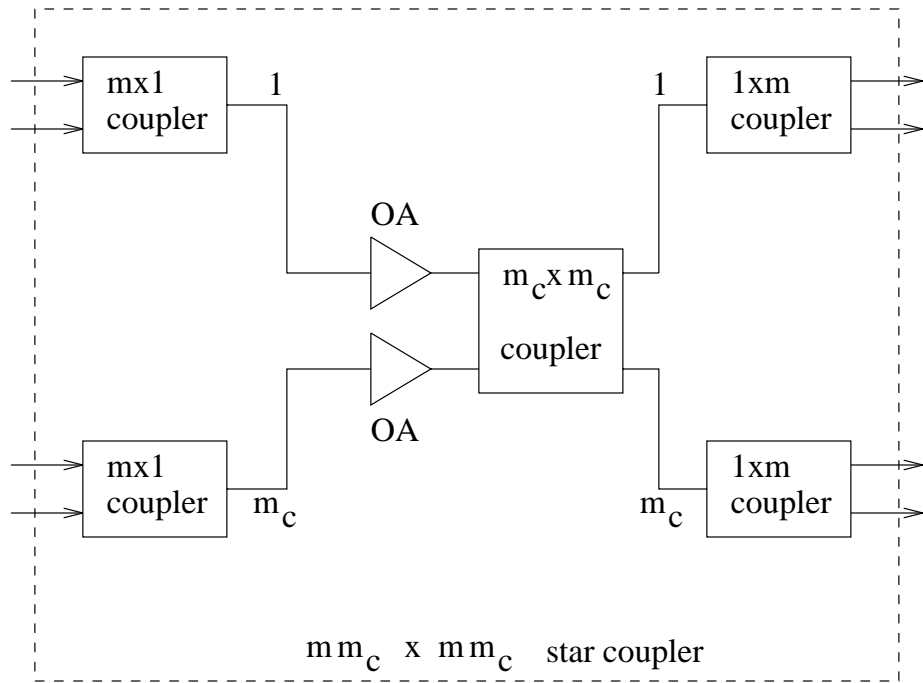 mx1
coupler
1
1
1xm
coupler
OA
m_c x m_c
coupler
OA
mx1
coupler
m_c
m_c
1xm
coupler
m m_c x m m_c star coupler